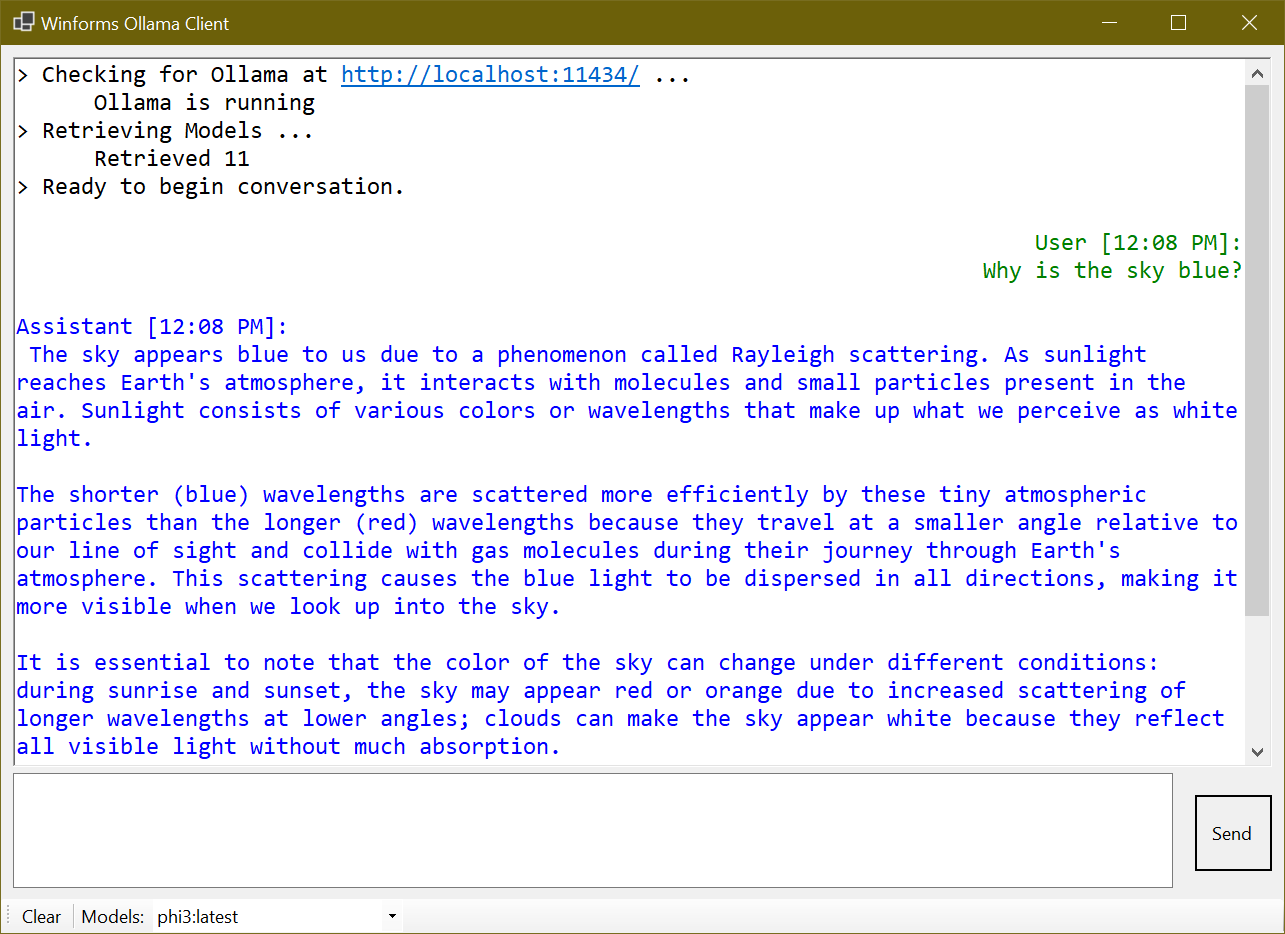 Winforms Ollama Client
> Checking for Ollama at http://localhost:11434/ ...
Ollama is running
> Retrieving Models ...
Retrieved 11
> Ready to begin conversation.
User [12:08 PM]:
Why is the sky blue?
Assistant [12:08 PM]:
The sky appears blue to us due to a phenomenon called Rayleigh scattering. As sunlight
reaches Earth's atmosphere, it interacts with molecules and small particles present in the
air. Sunlight consists of various colors or wavelengths that make up what we perceive as white
light.
The shorter (blue) wavelengths are scattered more efficiently by these tiny atmospheric
particles than the longer (red) wavelengths because they travel at a smaller angle relative to
our line of sight and collide with gas molecules during their journey through Earth's
atmosphere. This scattering causes the blue light to be dispersed in all directions, making it
more visible when we look up into the sky.
It is essential to note that the color of the sky can change under different conditions:
during sunrise and sunset, the sky may appear red or orange due to increased scattering of
longer wavelengths at lower angles; clouds can make the sky appear white because they reflect
all visible light without much absorption.
Send
Clear
Models: phi3:latest